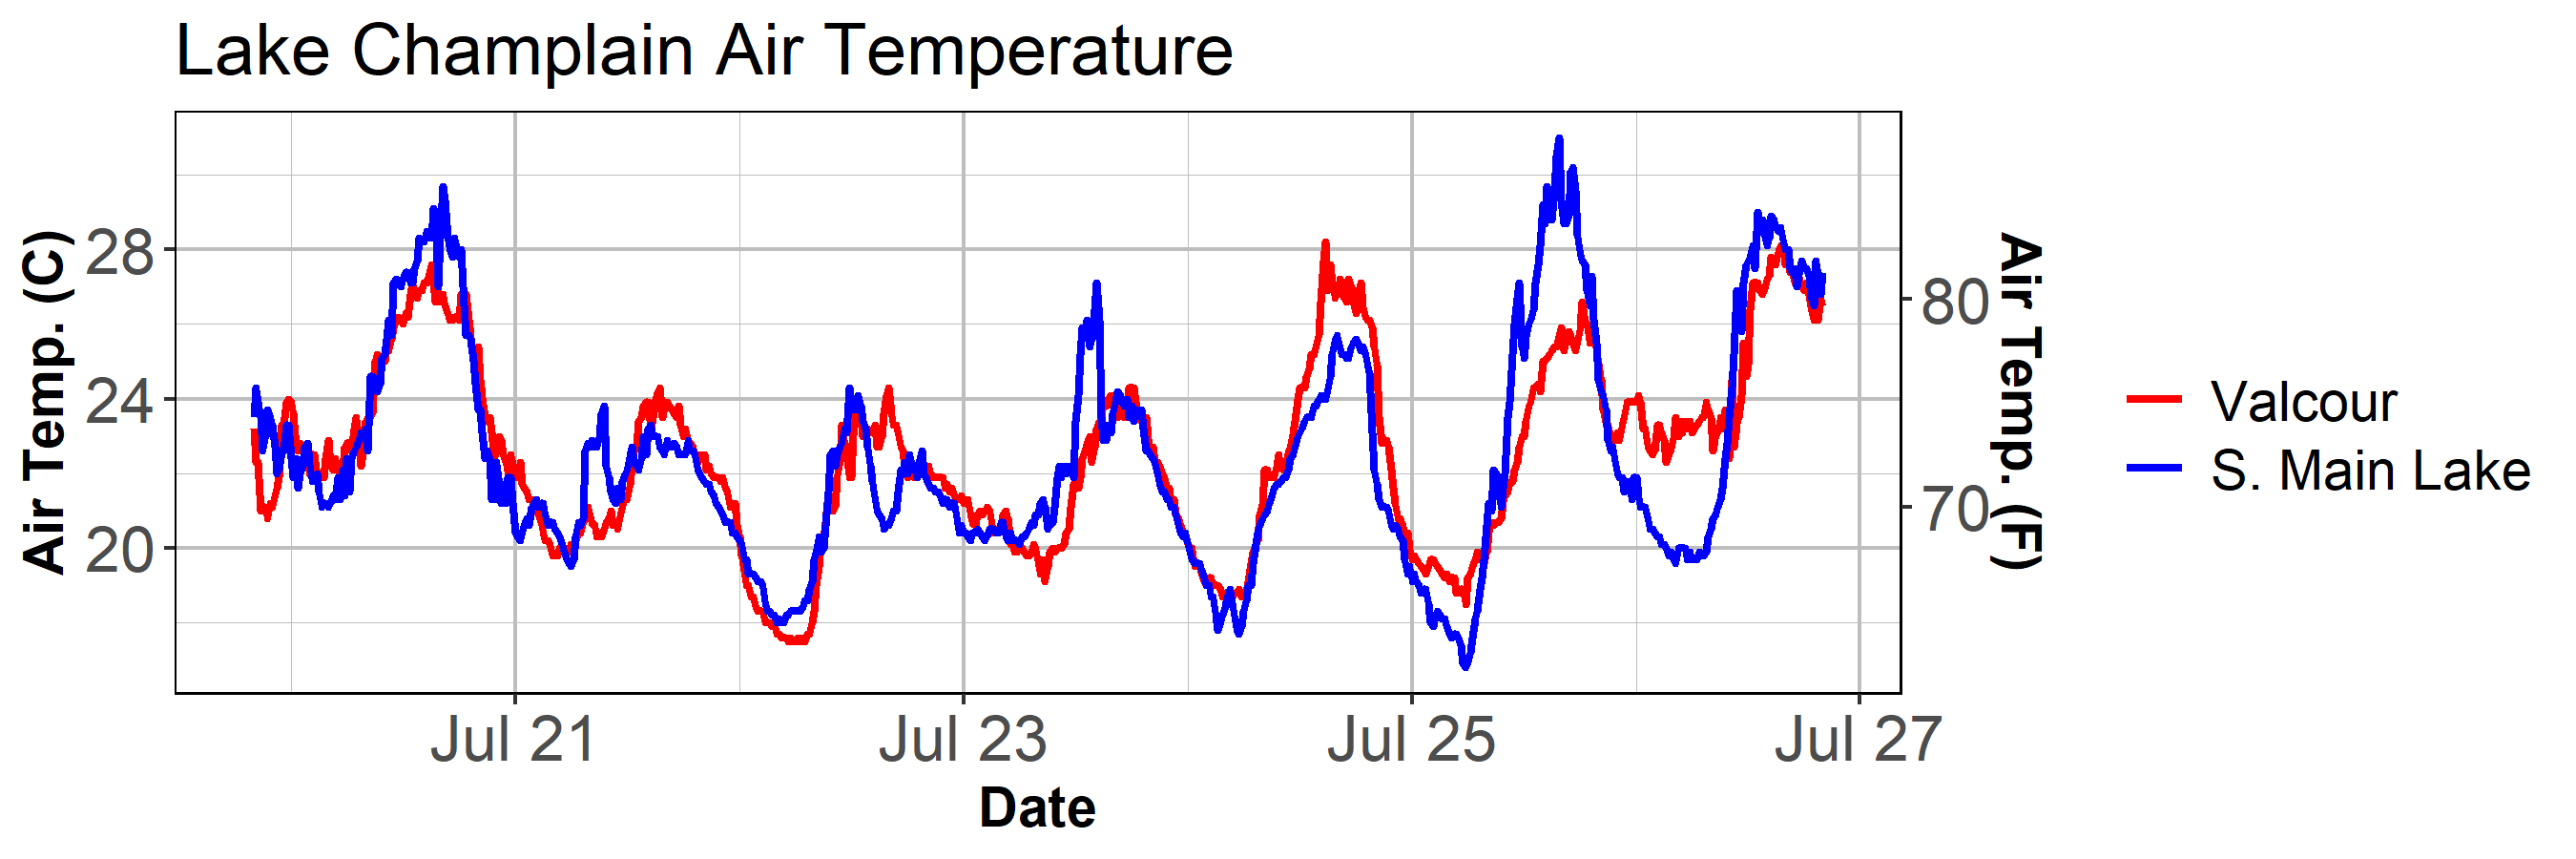 Lake Champlain Air Temperature
Air Temp. (C)
28
24
20
80
70
Air Temp. (F)
Jul 21
Jul 23
Jul 25
Jul 27
Date
Valcour
S. Main Lake